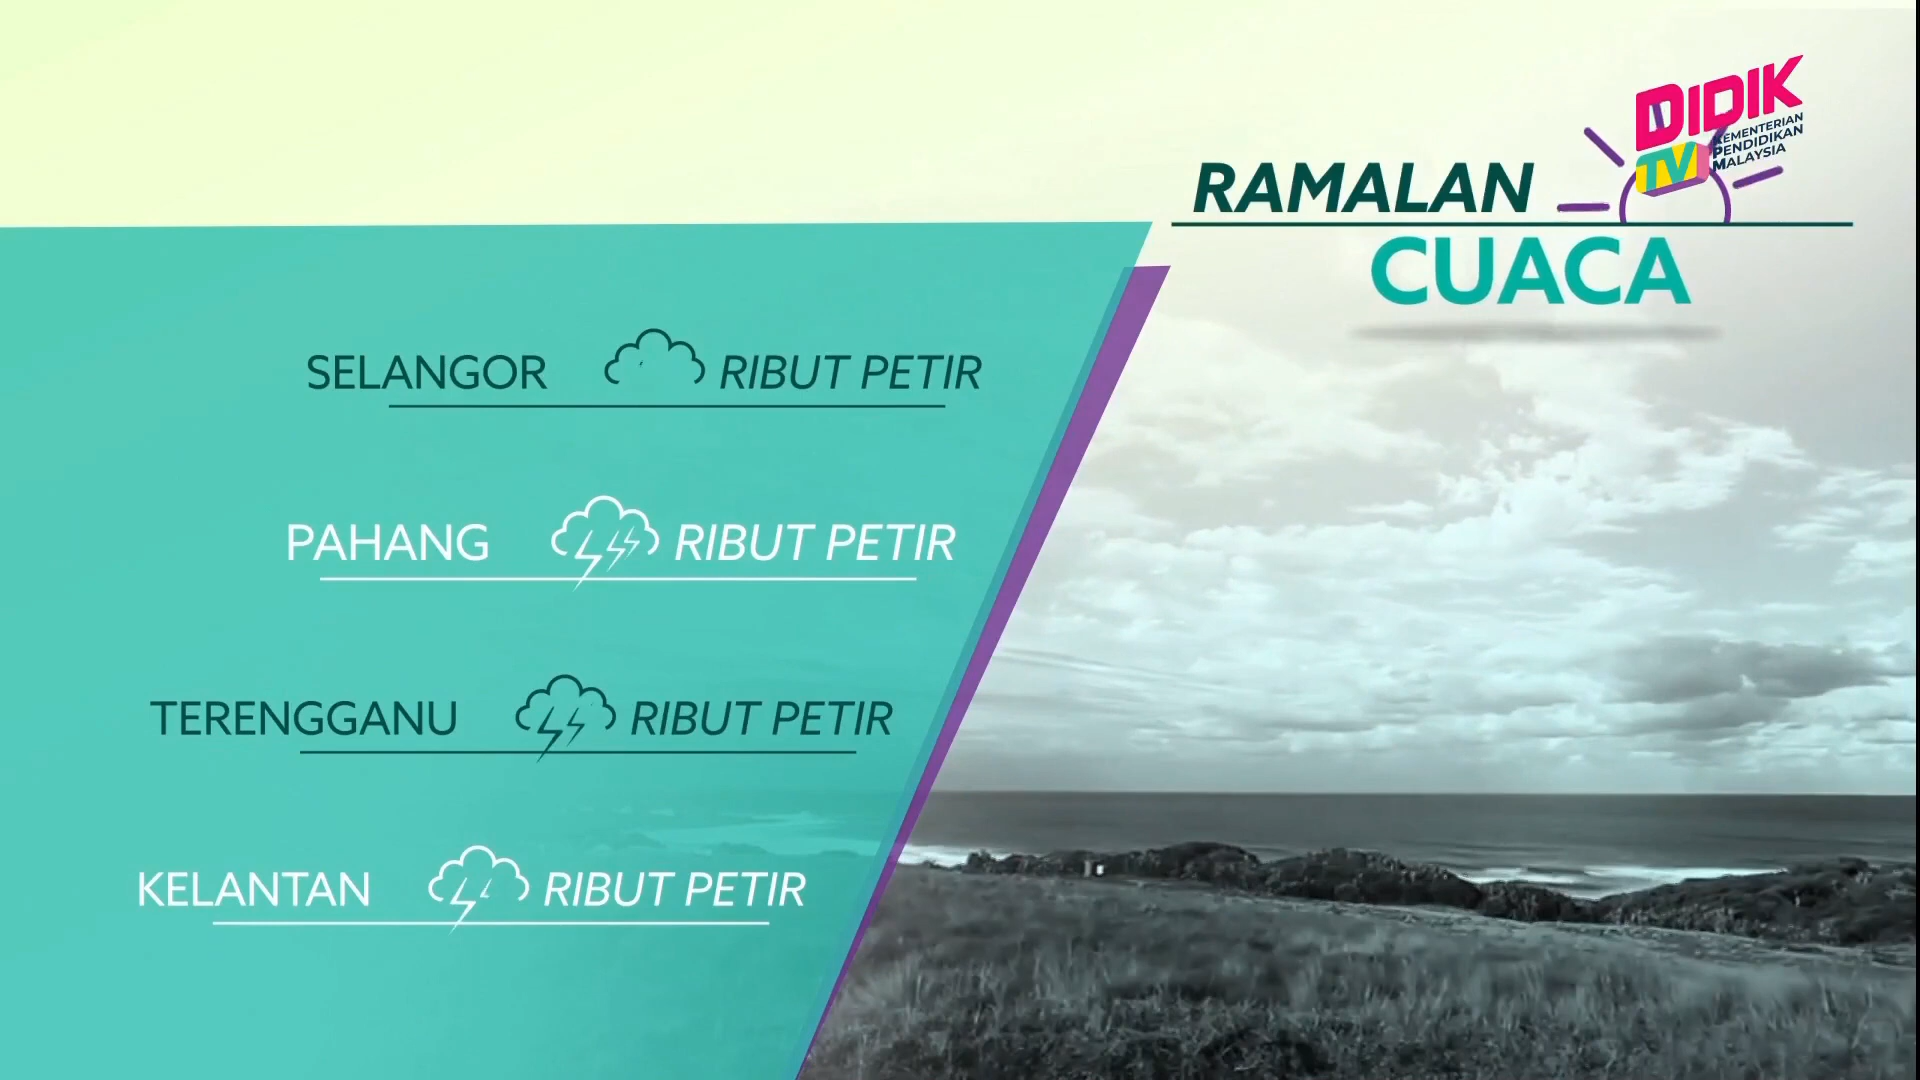 DIDIK
TV
KEMENTERIAN
PENDIDIKAN
MALAYSIA
RAMALAN
CUACA
SELANGOR RIBUT PETIR
PAHANG RIBUT PETIR
TERENGGANU RIBUT PETIR
KELANTAN RIBUT PETIR